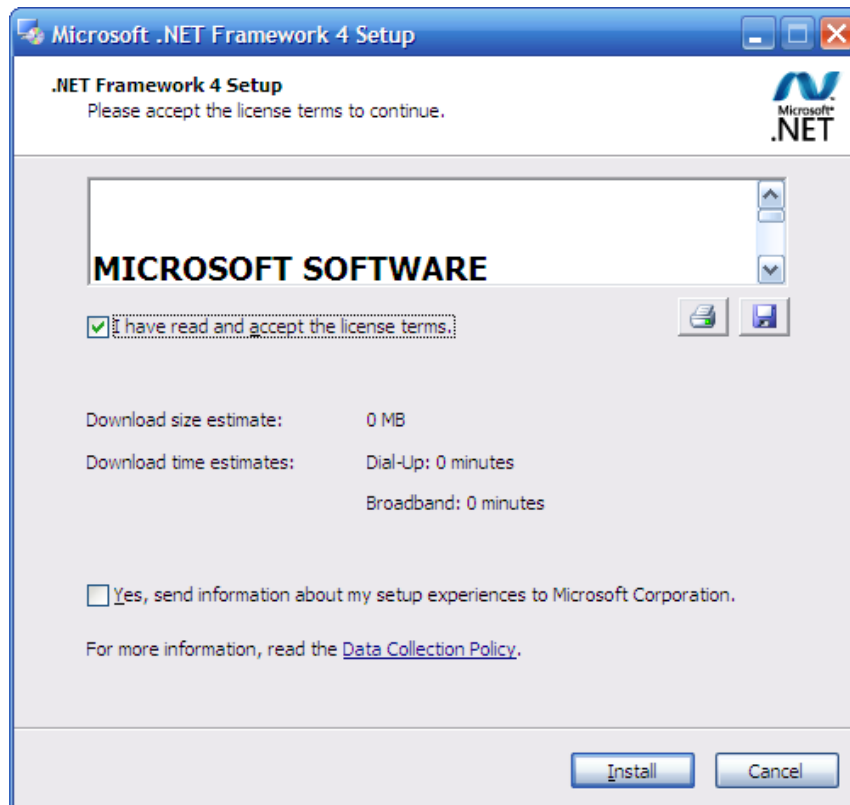 Microsoft .NET Framework 4 Setup
.NET Framework 4 Setup
Please accept the license terms to continue.
Microsoft®
.NET
MICROSOFT SOFTWARE
I have read and accept the license terms.
Download size estimate: 0 MB
Download time estimates: Dial-Up: 0 minutes
Broadband: 0 minutes
Yes, send information about my setup experiences to Microsoft Corporation.
For more information, read the Data Collection Policy.
Install Cancel